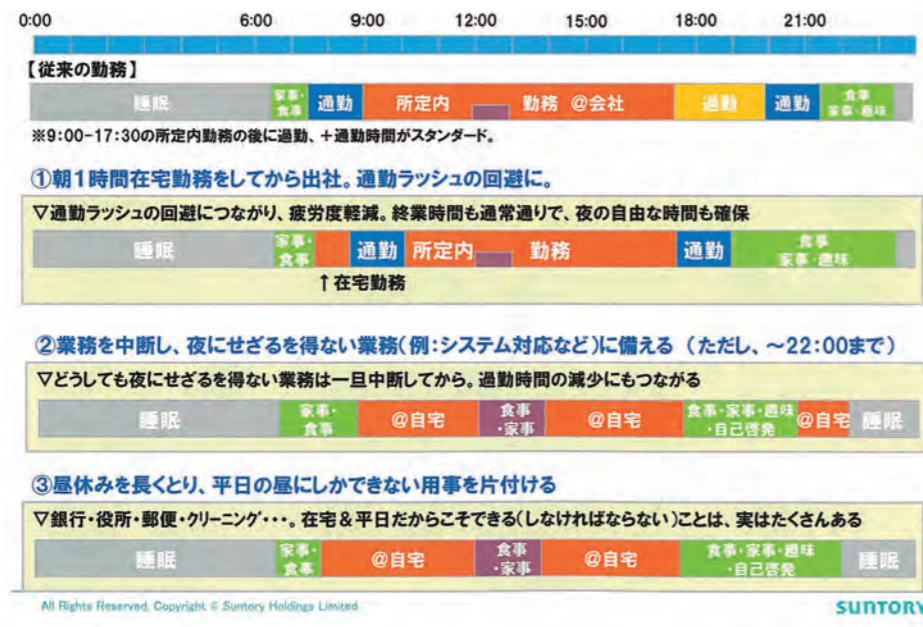 0:00 6:00 9:00 12:00 15:00 18:00 21:00
【従来の勤務】
睡眠 家事・食事 通勤 所定内 勤務 @会社 過勤 通勤 食事 家事・趣味
※9:00-17:30の所定内勤務の後に過勤、+通勤時間がスタンダード。
①朝1時間在宅勤務をしてから出社。通勤ラッシュの回避に。
▽通勤ラッシュの回避につながり、疲労度軽減。終業時間も通常通りで、夜の自由な時間も確保
睡眠 家事・食事 通勤 所定内 勤務 通勤 食事 家事・趣味
↑在宅勤務
②業務を中断し、夜にせざるを得ない業務(例:システム対応など)に備える (ただし、~22:00まで)
▽どうしても夜にせざるを得ない業務は一旦中断してから。過勤時間の減少にもつながる
睡眠 家事・食事 @自宅 食事・家事 @自宅 食事・家事・趣味・自己啓発 @自宅 睡眠
③昼休みを長くとり、平日の昼にしかできない用事を片付ける
▽銀行・役所・郵便・クリーニング・・・。在宅&平日だからこそできる(しなければならない)ことは、実はたくさんある
睡眠 家事・食事 @自宅 食事・家事 @自宅 食事・家事・趣味・自己啓発 睡眠
All Rights Reserved, Copyright © Suntory Holdings Limited
SUNTORY